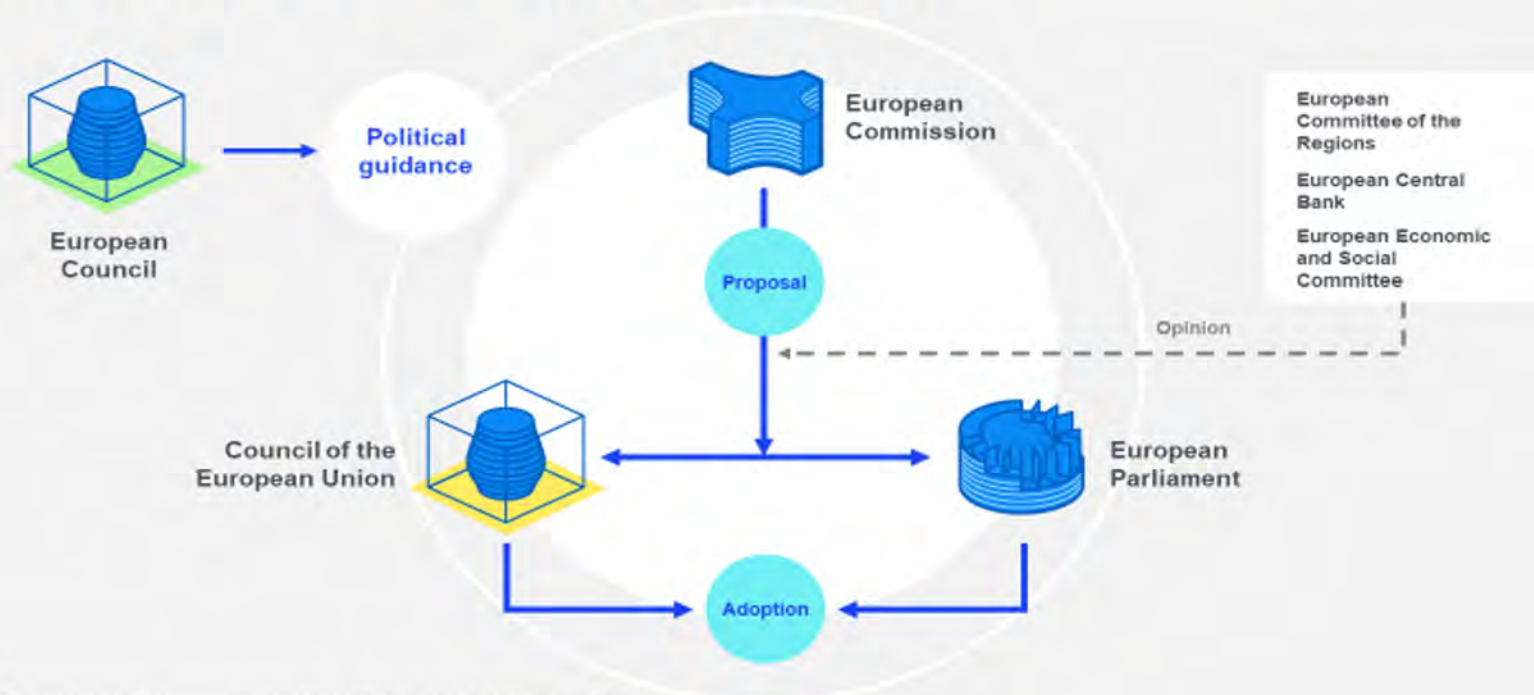 European
Council
Political
guidance
European
Commission
Proposal
European
Committee of the
Regions
European Central
Bank
European Economic
and Social
Committee
Opinion
Council of the
European Union
European
Parliament
Adoption